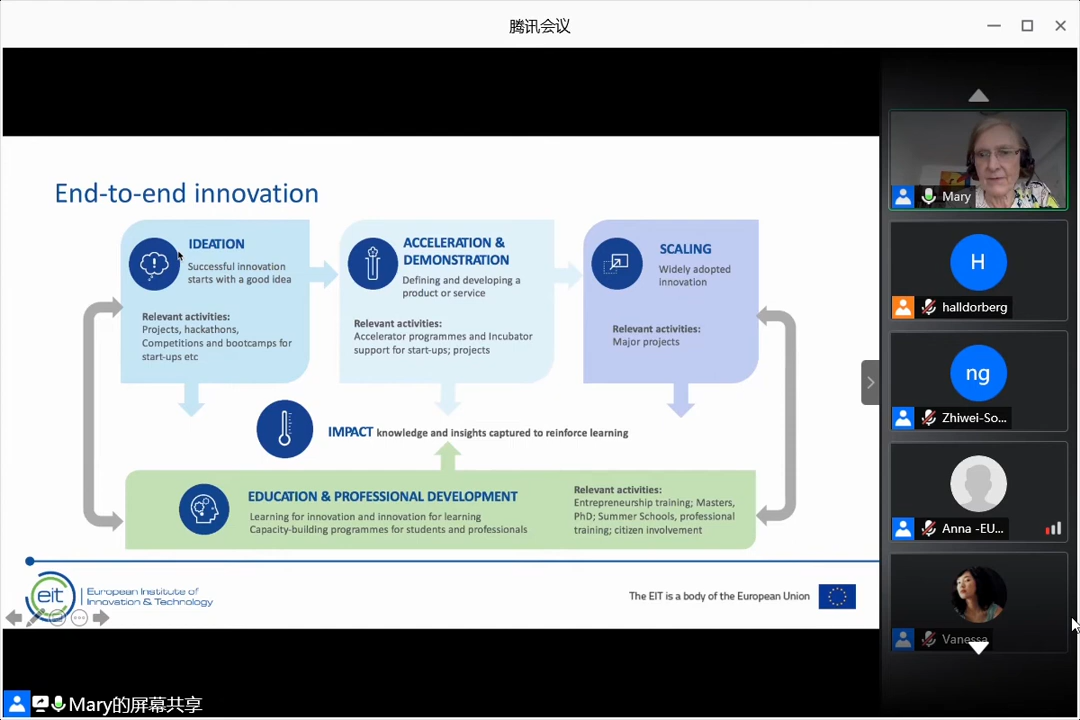 腾讯会议
End-to-end innovation
IDEATION
Successful innovation
starts with a good idea
Relevant activities:
Projects, hackathons,
Competitions and bootcamps for
start-ups etc
ACCELERATION &
DEMONSTRATION
Defining and developing a
product or service
Relevant activities:
Accelerator programmes and Incubator
support for start-ups; projects
SCALING
Widely adopted
innovation
Relevant activities:
Major projects
IMPACT knowledge and insights captured to reinforce learning
EDUCATION & PROFESSIONAL DEVELOPMENT
Learning for innovation and innovation for learning
Capacity-building programmes for students and professionals
Relevant activities:
Entrepreneurship training; Masters,
PhD; Summer Schools, professional
training; citizen involvement
eit
European Institute of
Innovation & Technology
The EIT is a body of the European Union
Mary的屏幕共享
Mary
H
halldorberg
ng
Zhiwei-So...
Anna -EU...
Vanessa